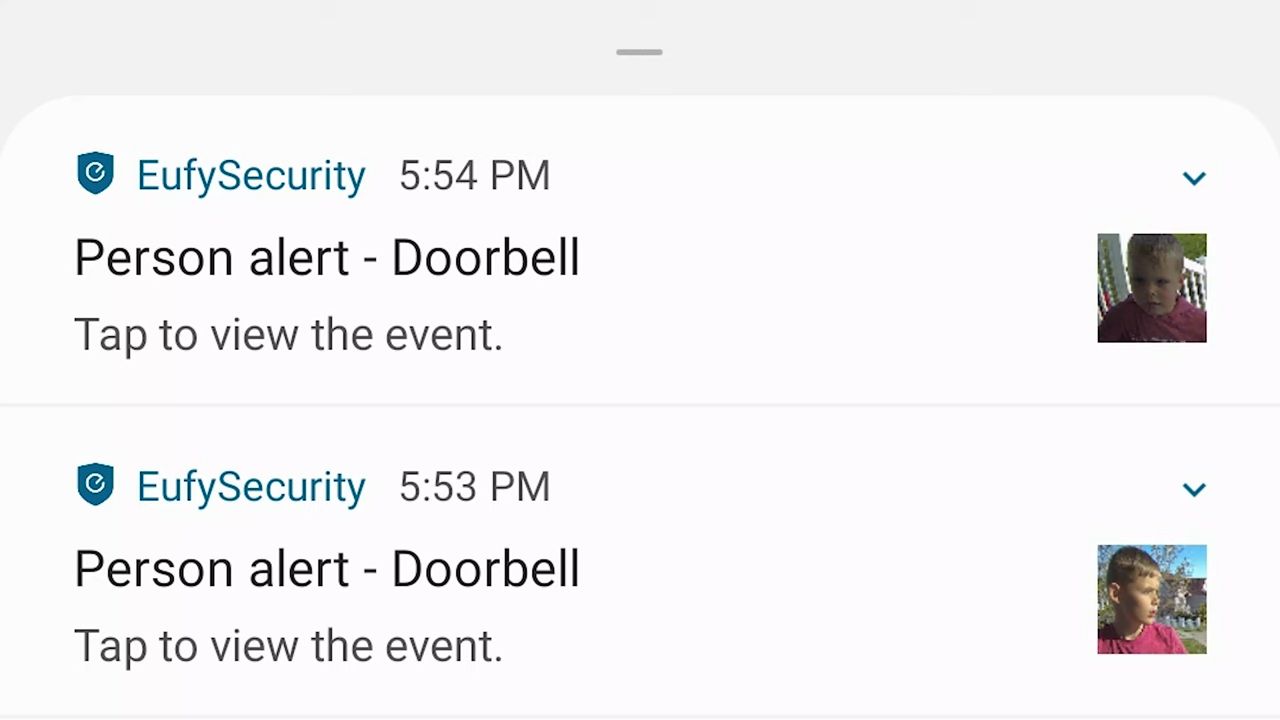 EufySecurity 5:54 PM
Person alert - Doorbell
Tap to view the event.
EufySecurity 5:53 PM
Person alert - Doorbell
Tap to view the event.